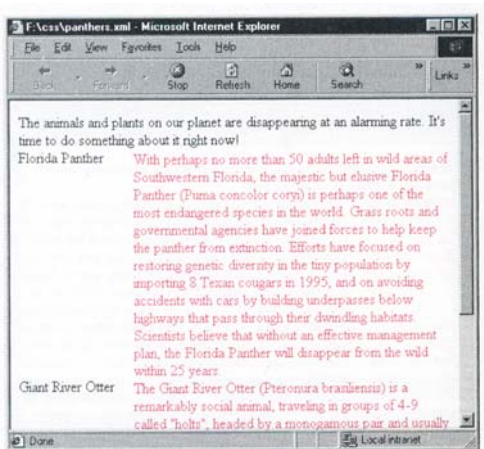 F:\css\panthers.xml - Microsoft Internet Explorer
File Edit View Favorites Tools Help
Back Forward Stop Refresh Home Search » Links »
The animals and plants on our planet are disappearing at an alarming rate. It's
time to do something about it right now!
Florida Panther With perhaps no more than 50 adults left in wild areas of
Southwestern Florida, the majestic but elusive Florida
Panther (Puma concolor coryi) is perhaps one of the
most endangered species in the world. Grass roots and
governmental agencies have joined forces to help keep
the panther from extinction. Efforts have focused on
restoring genetic diversity in the tiny population by
importing 8 Texan cougars in 1995, and on avoiding
accidents with cars by building underpasses below
highways that pass through their dwindling habitats.
Scientists believe that without an effective management
plan, the Florida Panther will disappear from the wild
within 25 years.
Giant River Otter The Giant River Otter (Pteronura brasiliensis) is a
remarkably social animal, traveling in groups of 4-9
called "holts", headed by a monogamous pair and usually
Done Local intranet